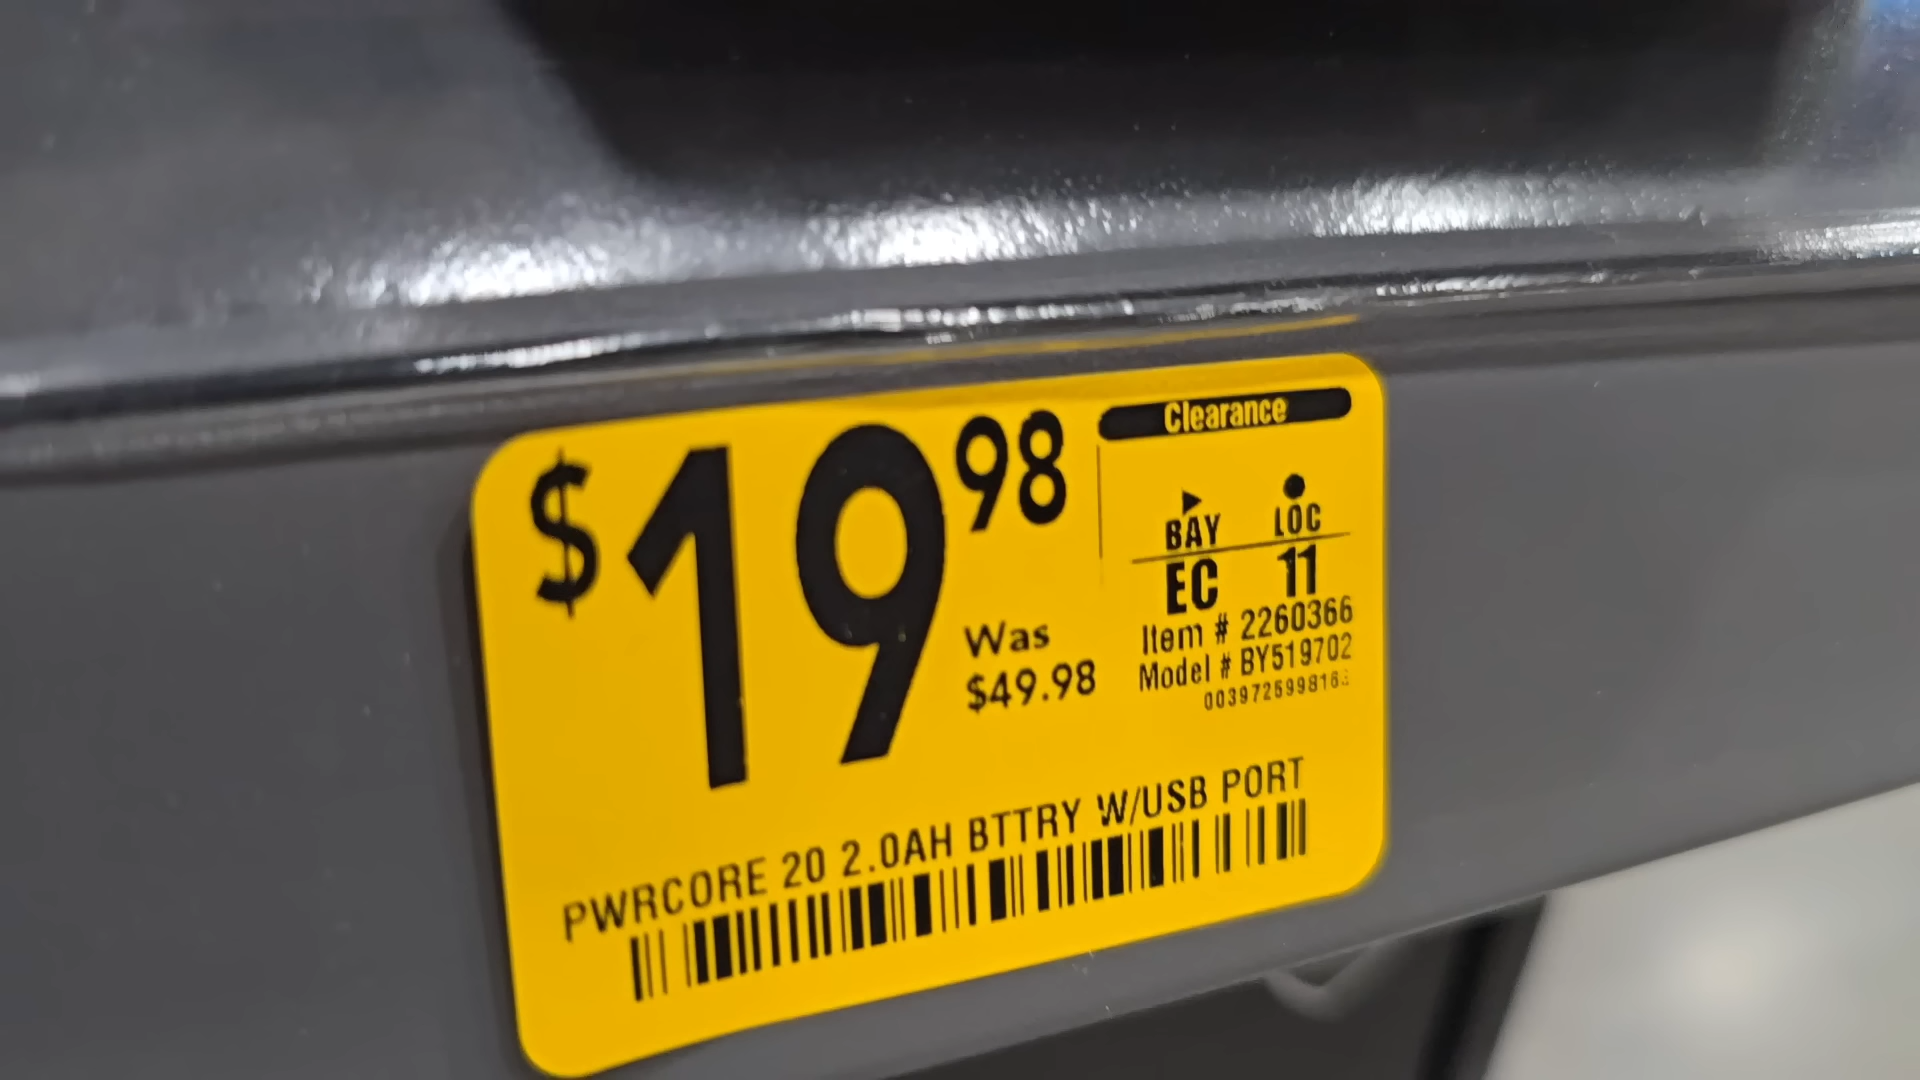 $19.98
Clearance
BAY LOC
EC 11
Item # 2260366
Model # BY519702
Was
$49.98
PWRCORE 20 2.0AH BTTRY W/USB PORT